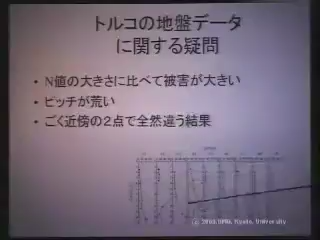 トルコの地盤データ
に関する疑問
• N値の大きさに比べて被害が大きい
• ピッチが荒い
• ごく近傍の2点で全然違う結果
University